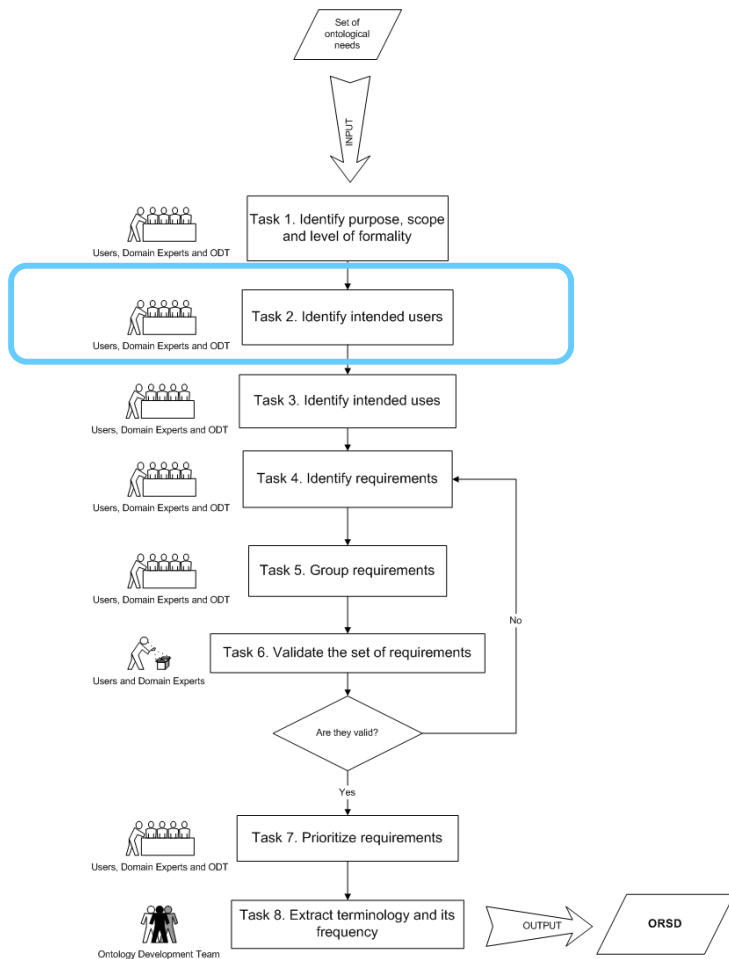 Set of
ontological
needs
INPUT
Task 1. Identify purpose, scope
and level of formality
Users, Domain Experts and ODT
Task 2. Identify intended users
Users, Domain Experts and ODT
Task 3. Identify intended uses
Users, Domain Experts and ODT
Task 4. Identify requirements
Users, Domain Experts and ODT
Task 5. Group requirements
Users, Domain Experts and ODT
No
Task 6. Validate the set of requirements
Users and Domain Experts
Are they valid?
Yes
Task 7. Prioritize requirements
Users, Domain Experts and ODT
Task 8. Extract terminology and its
frequency
Ontology Development Team
OUTPUT
ORSD